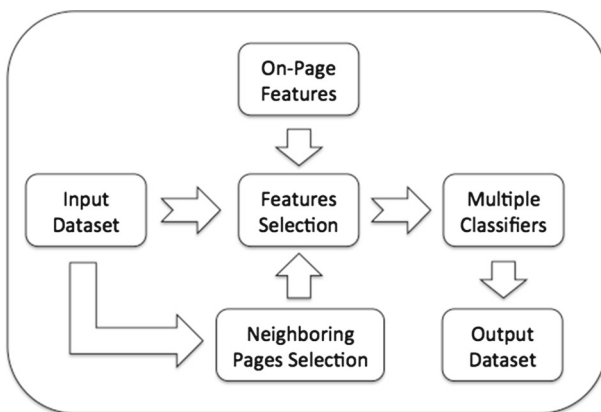 On-Page
Features
Input
Dataset
Features
Selection
Multiple
Classifiers
Neighboring
Pages Selection
Output
Dataset